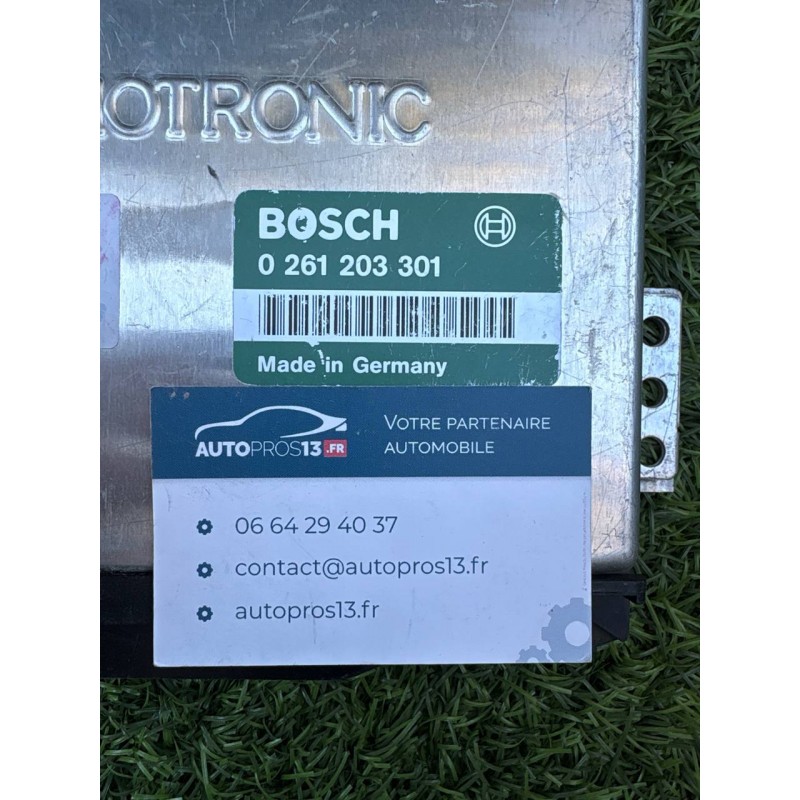 OTRONIC
BOSCH
0 261 203 301
Made in Germany
AUTOPROS13.FR
VOTRE PARTENAIRE
AUTOMOBILE
06 64 29 40 37
contact@autopros13.fr
autopros13.fr